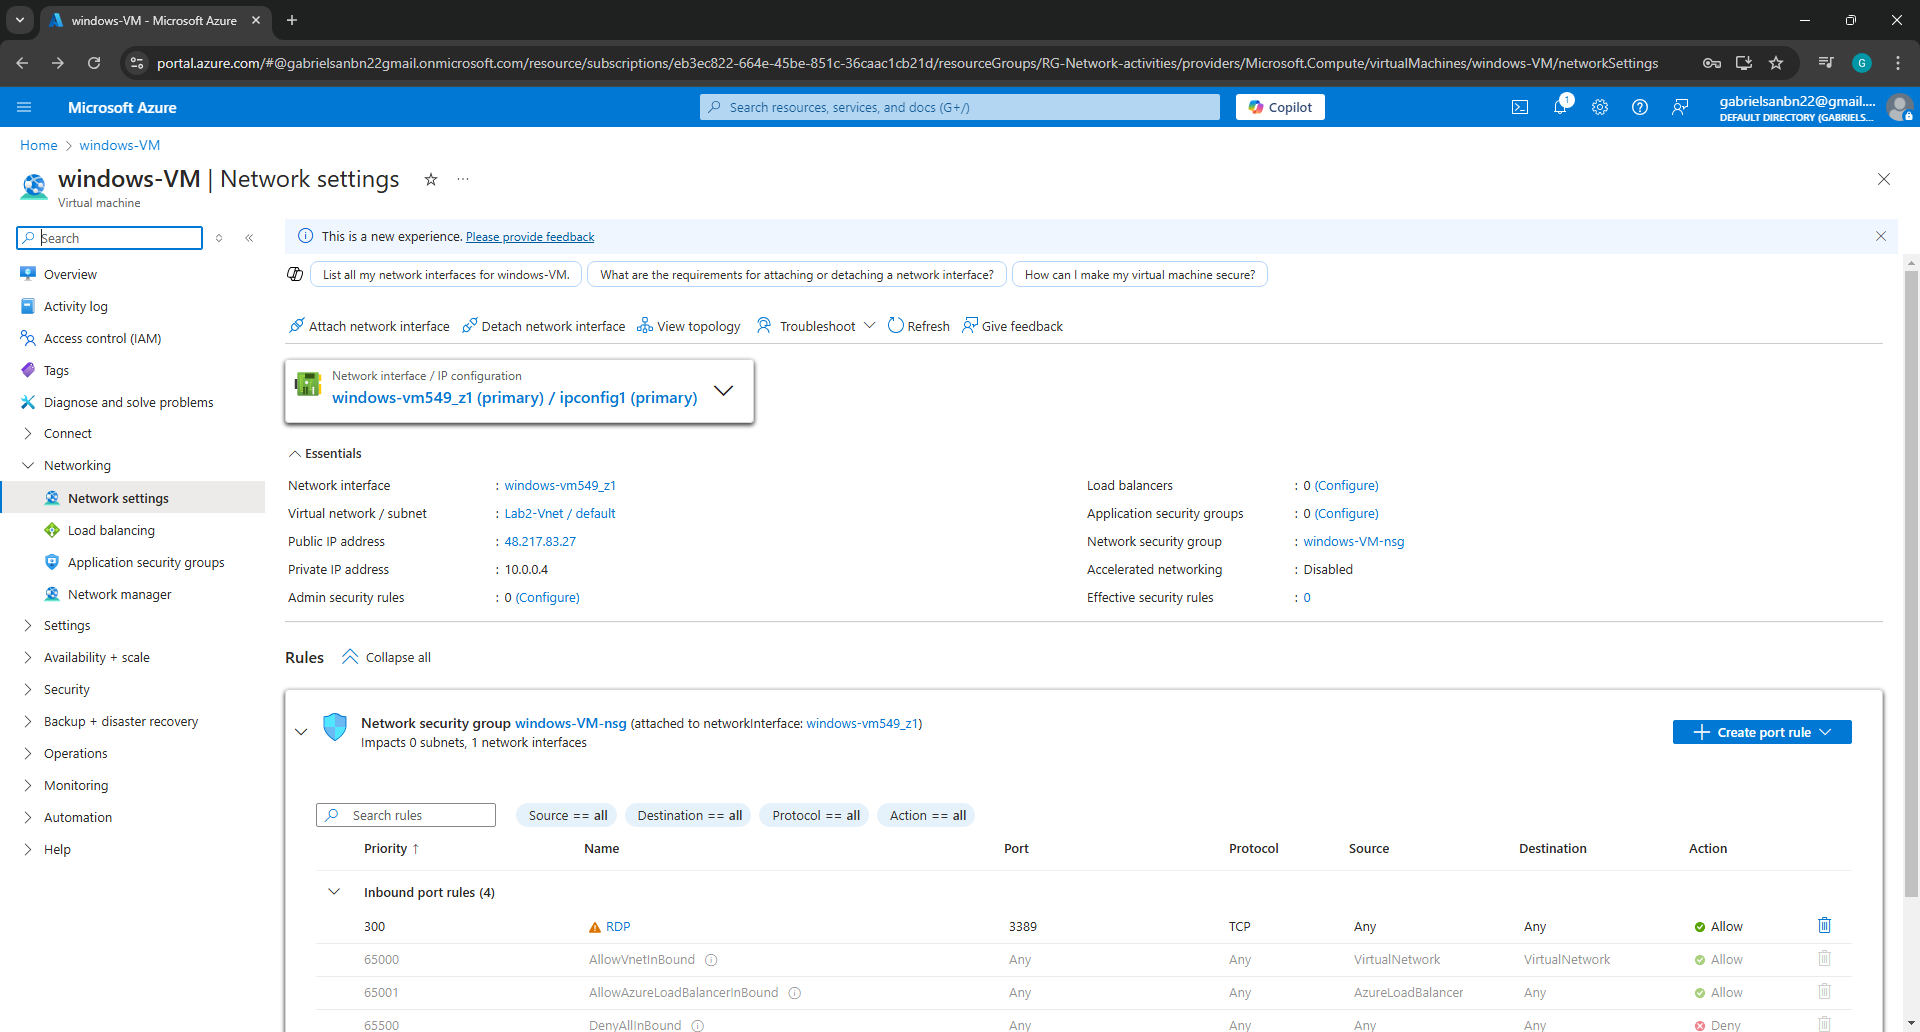 windows-VM - Microsoft Azure
portal.azure.com/#@gabrielsanbn22gmail.onmicrosoft.com/resource/subscriptions/eb3ec822-664e-45be-851c-36caac1cb21d/resourceGroups/RG-Network-activities/providers/Microsoft.Compute/virtualMachines/windows-VM/networkSettings
G
Microsoft Azure
Search resources, services, and docs (G+/)
Copilot
1
gabrielsanbn22@gmail....
DEFAULT DIRECTORY (GABRIELS...
Home > windows-VM
windows-VM | Network settings
Virtual machine
Search
This is a new experience. Please provide feedback
Overview
Activity log
Access control (IAM)
Tags
Diagnose and solve problems
Connect
Networking
Network settings
Load balancing
Application security groups
Network manager
Settings
Availability + scale
Security
Backup + disaster recovery
Operations
Monitoring
Automation
Help
List all my network interfaces for windows-VM.
What are the requirements for attaching or detaching a network interface?
How can I make my virtual machine secure?
Attach network interface
Detach network interface
View topology
Troubleshoot
Refresh
Give feedback
Network interface / IP configuration
windows-vm549_z1 (primary) / ipconfig1 (primary)
Essentials
Network interface : windows-vm549_z1
Virtual network / subnet : Lab2-Vnet / default
Public IP address : 48.217.83.27
Private IP address : 10.0.0.4
Admin security rules : 0 (Configure)
Load balancers : 0 (Configure)
Application security groups : 0 (Configure)
Network security group : windows-VM-nsg
Accelerated networking : Disabled
Effective security rules : 0
Rules
Collapse all
Network security group windows-VM-nsg (attached to networkInterface: windows-vm549_z1)
Impacts 0 subnets, 1 network interfaces
Create port rule
Search rules
Source == all
Destination == all
Protocol == all
Action == all
Priority ↑ Name Port Protocol Source Destination Action
Inbound port rules (4)
300 RDP 3389 TCP Any Any Allow
65000 AllowVnetInBound Any Any VirtualNetwork VirtualNetwork Allow
65001 AllowAzureLoadBalancerInBound Any Any AzureLoadBalancer Any Allow
65500 DenyAllInBound Any Any Any Any Deny